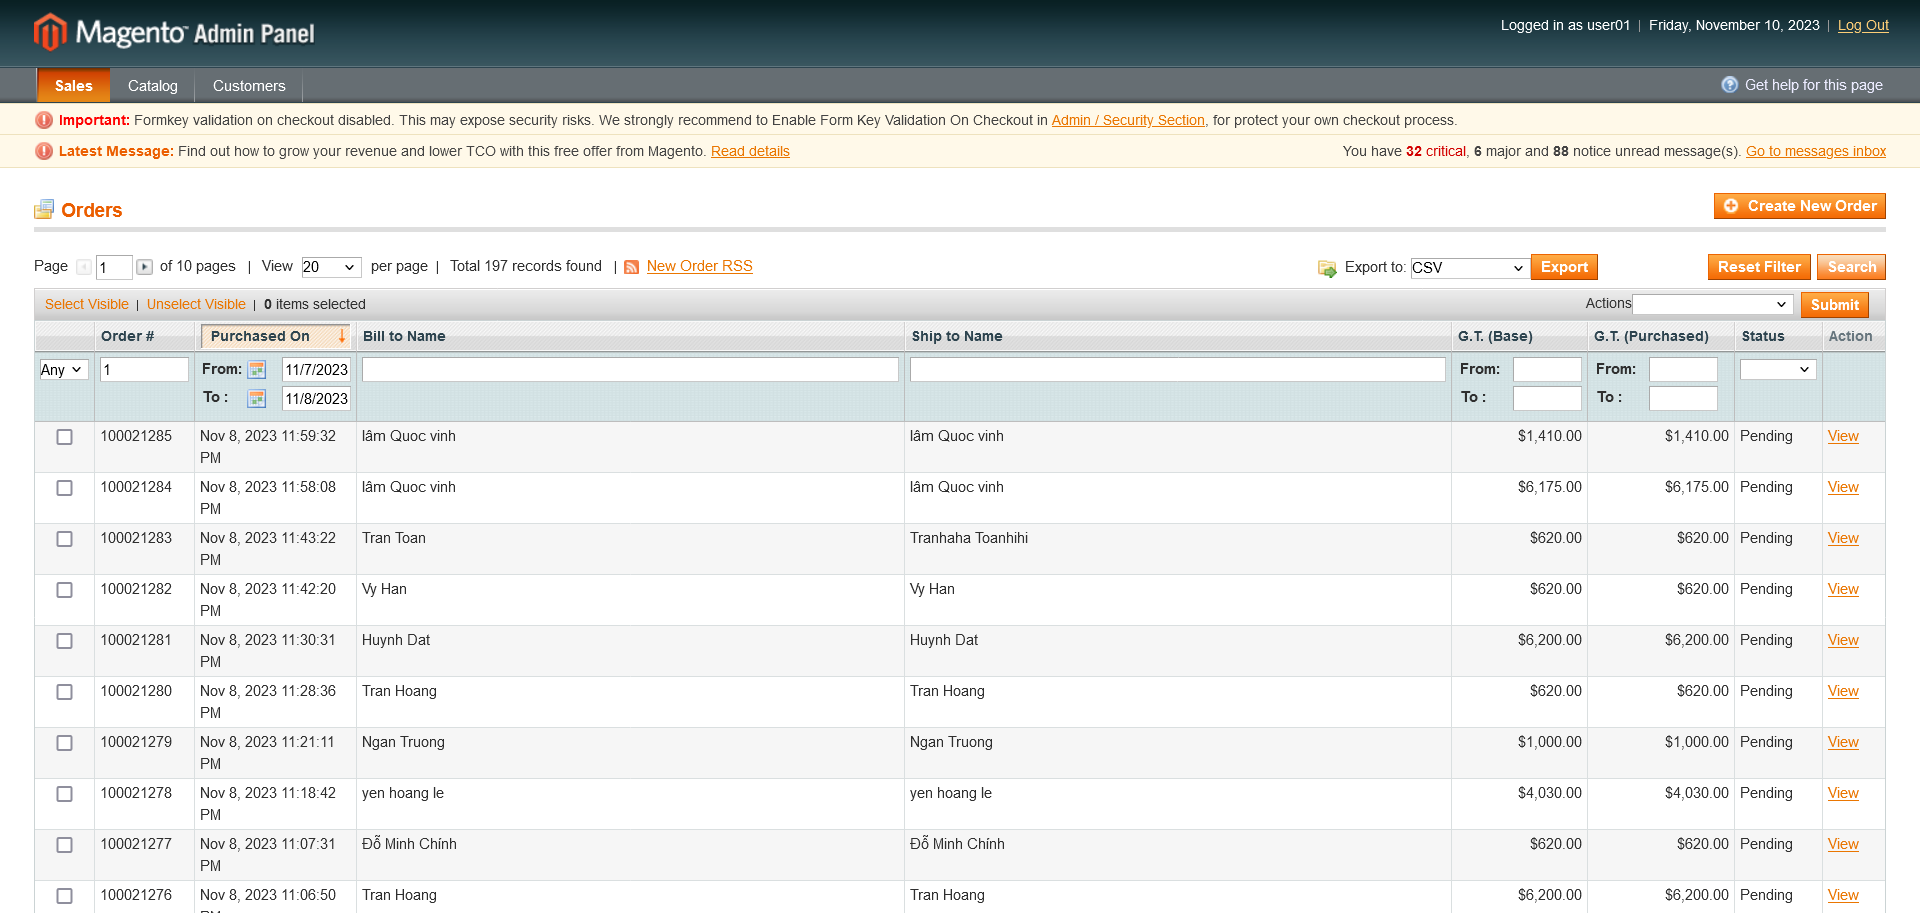 Magento™ Admin Panel
Logged in as user01 | Friday, November 10, 2023 | Log Out
Sales Catalog Customers
Get help for this page
Important: Formkey validation on checkout disabled. This may expose security risks. We strongly recommend to Enable Form Key Validation On Checkout in Admin / Security Section, for protect your own checkout process.
Latest Message: Find out how to grow your revenue and lower TCO with this free offer from Magento. Read details
You have 32 critical, 6 major and 88 notice unread message(s). Go to messages inbox
Orders
Create New Order
Page 1 of 10 pages | View 20 per page | Total 197 records found | New Order RSS
Export to: CSV Export
Reset Filter Search
Select Visible | Unselect Visible | 0 items selected
Actions Submit
Order # Purchased On Bill to Name Ship to Name G.T. (Base) G.T. (Purchased) Status Action
Any 1 From: 11/7/2023 From: From:
To : 11/8/2023 To : To :
100021285 Nov 8, 2023 11:59:32 lâm Quoc vinh lâm Quoc vinh $1,410.00 $1,410.00 Pending View
PM
100021284 Nov 8, 2023 11:58:08 lâm Quoc vinh lâm Quoc vinh $6,175.00 $6,175.00 Pending View
PM
100021283 Nov 8, 2023 11:43:22 Tran Toan Tranhaha Toanhihi $620.00 $620.00 Pending View
PM
100021282 Nov 8, 2023 11:42:20 Vy Han Vy Han $620.00 $620.00 Pending View
PM
100021281 Nov 8, 2023 11:30:31 Huynh Dat Huynh Dat $6,200.00 $6,200.00 Pending View
PM
100021280 Nov 8, 2023 11:28:36 Tran Hoang Tran Hoang $620.00 $620.00 Pending View
PM
100021279 Nov 8, 2023 11:21:11 Ngan Truong Ngan Truong $1,000.00 $1,000.00 Pending View
PM
100021278 Nov 8, 2023 11:18:42 yen hoang le yen hoang le $4,030.00 $4,030.00 Pending View
PM
100021277 Nov 8, 2023 11:07:31 Đỗ Minh Chính Đỗ Minh Chính $620.00 $620.00 Pending View
PM
100021276 Nov 8, 2023 11:06:50 Tran Hoang Tran Hoang $6,200.00 $6,200.00 Pending View